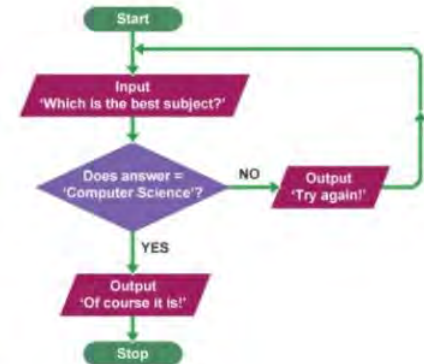 Start
Input
'Which is the best subject?'
Does answer =
'Computer Science'?
NO
Output
'Try again!'
YES
Output
'Of course it is!'
Stop